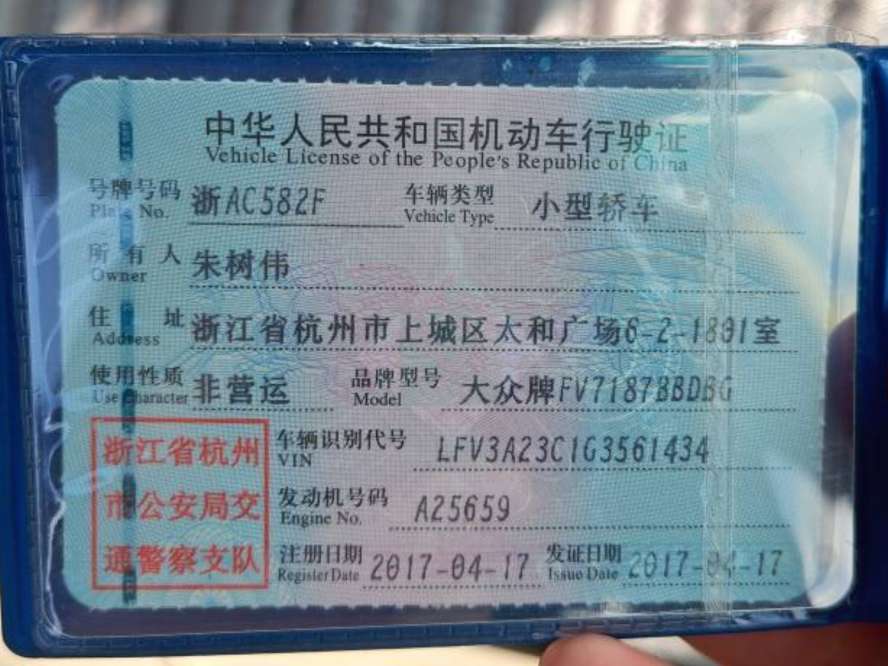 中华人民共和国机动车行驶证
Vehicle License of the People's Republic of China
号牌号码 浙AC582F 车辆类型 小型轿车
Plate No. Vehicle Type
所有人 朱树伟
Owner
住址 浙江省杭州市上城区太和广场6-2-1801室
Address
使用性质 非营运 品牌型号 大众牌FV7187BBDBG
Use Character Model
浙江省杭州
市公安局交
通警察支队
车辆识别代号 LFV3A23C1G3561434
VIN
发动机号码 A25659
Engine No.
注册日期 2017-04-17 发证日期 2017-04-17
Register Date Issue Date